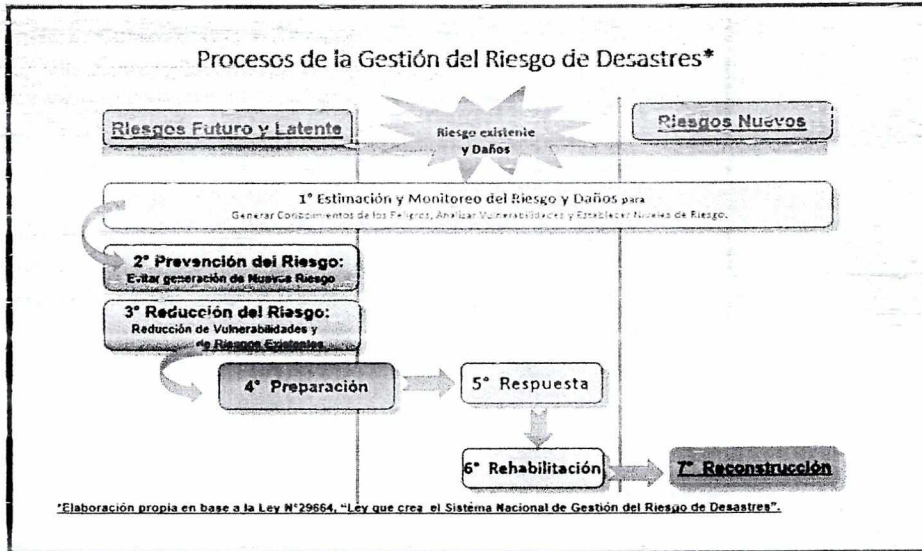 Procesos de la Gestión del Riesgo de Desastres*
Riesgos Futuro y Latente
Riesgo existente
y Daños
Riesgos Nuevos
1° Estimación y Monitoreo del Riesgo y Daños para
Generar Conocimientos de los Peligros, Analizar Vulnerabilidades y Establecer Niveles de Riesgo.
2° Prevención del Riesgo:
Evitar generación de Nuevos Riesgo
3° Reducción del Riesgo:
Reducción de Vulnerabilidades y
de Riesgos Existentes
4° Preparación
5° Respuesta
6° Rehabilitación
7° Reconstrucción
*Elaboración propia en base a la Ley N°29664, “Ley que crea el Sistema Nacional de Gestión del Riesgo de Desastres”.